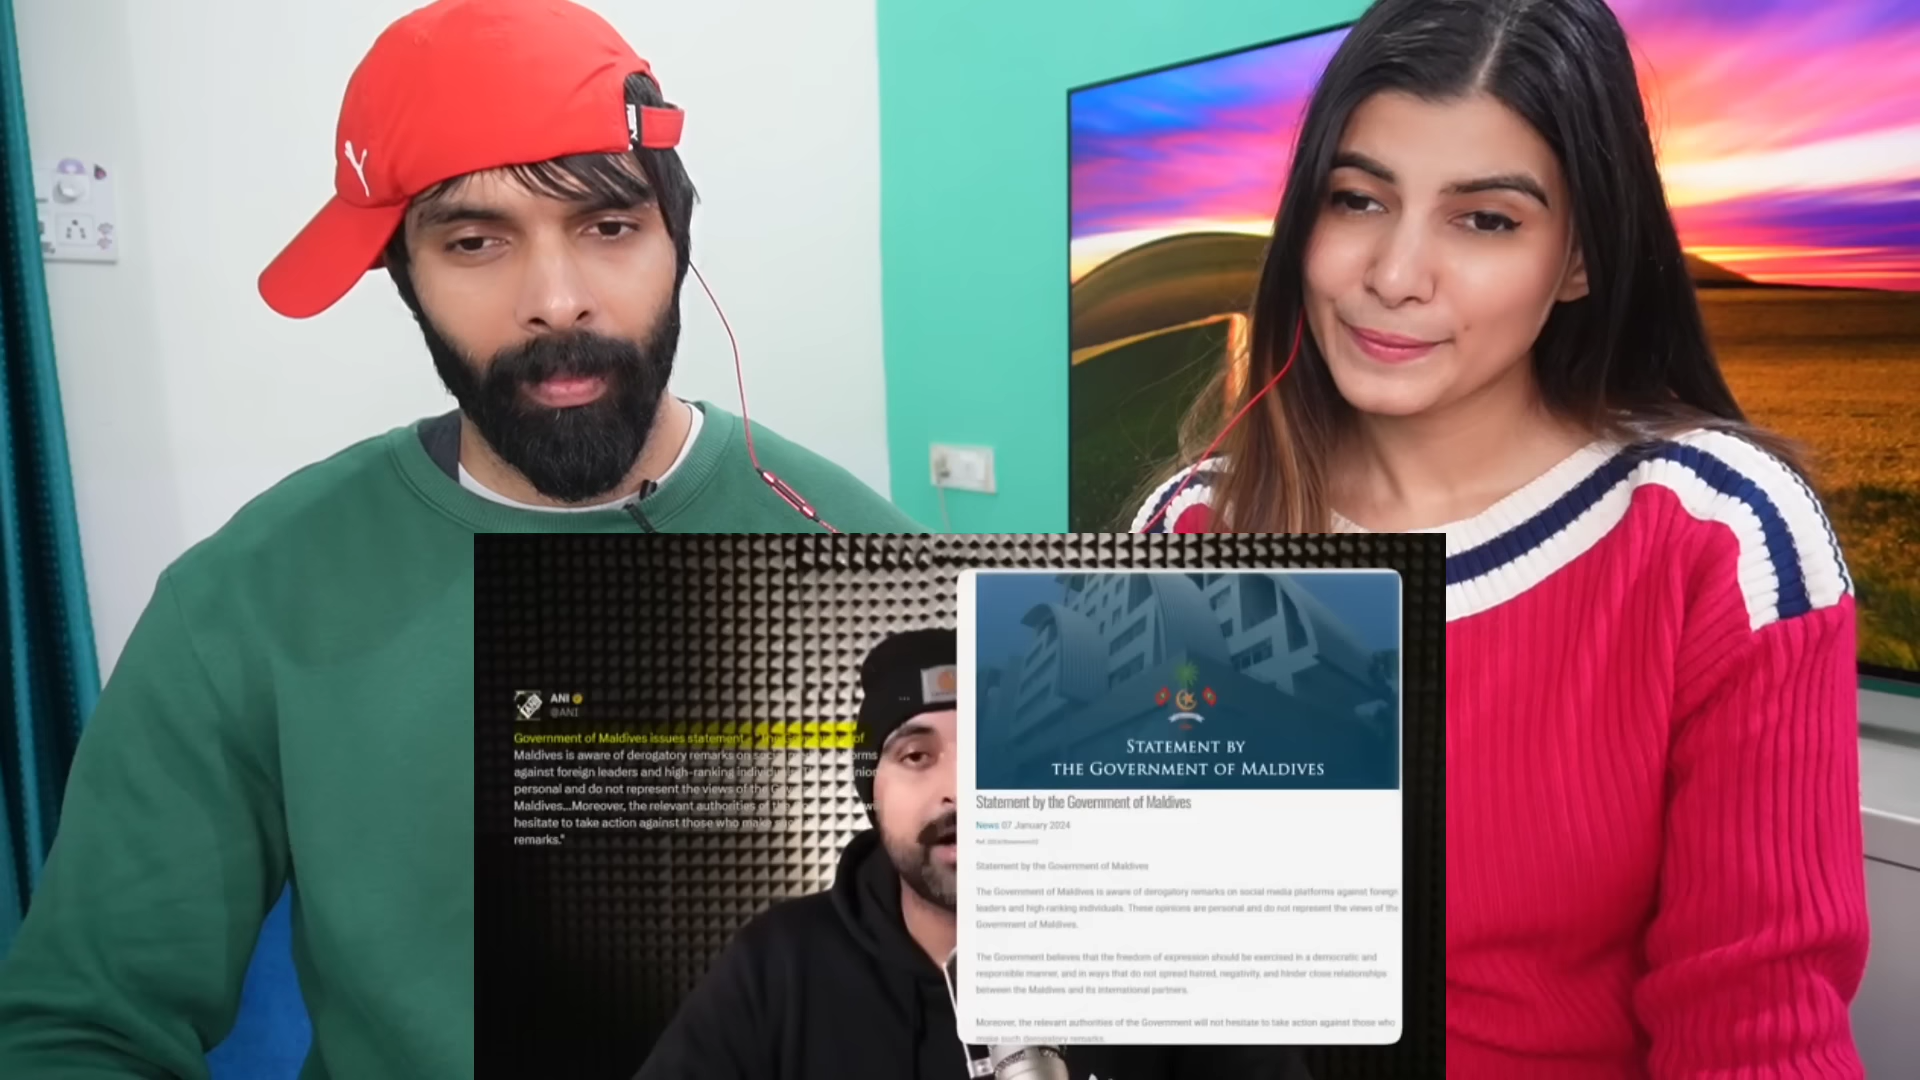 ANI
@ANI
Government of Maldives issues statement
Maldives is aware of derogatory remarks on social
against foreign leaders and high-ranking
personal and do not represent the views of the
Maldives...Moreover, the relevant authorities of
hesitate to take action against those who make
remarks."
STATEMENT BY
THE GOVERNMENT OF MALDIVES
Statement by the Government of Maldives
News 07 January 2024
Statement by the Government of Maldives
The Government of Maldives is aware of derogatory remarks on social media platforms against foreign
leaders and high-ranking individuals. These opinions are personal and do not represent the views of the
Government of Maldives.
The Government believes that the freedom of expression should be exercised in a democratic and
responsible manner, and in ways that do not spread hatred, negativity, and hinder close relationships
between the Maldives and its international partners.
Moreover, the relevant authorities of the Government will not hesitate to take action against those who
make such derogatory remarks.